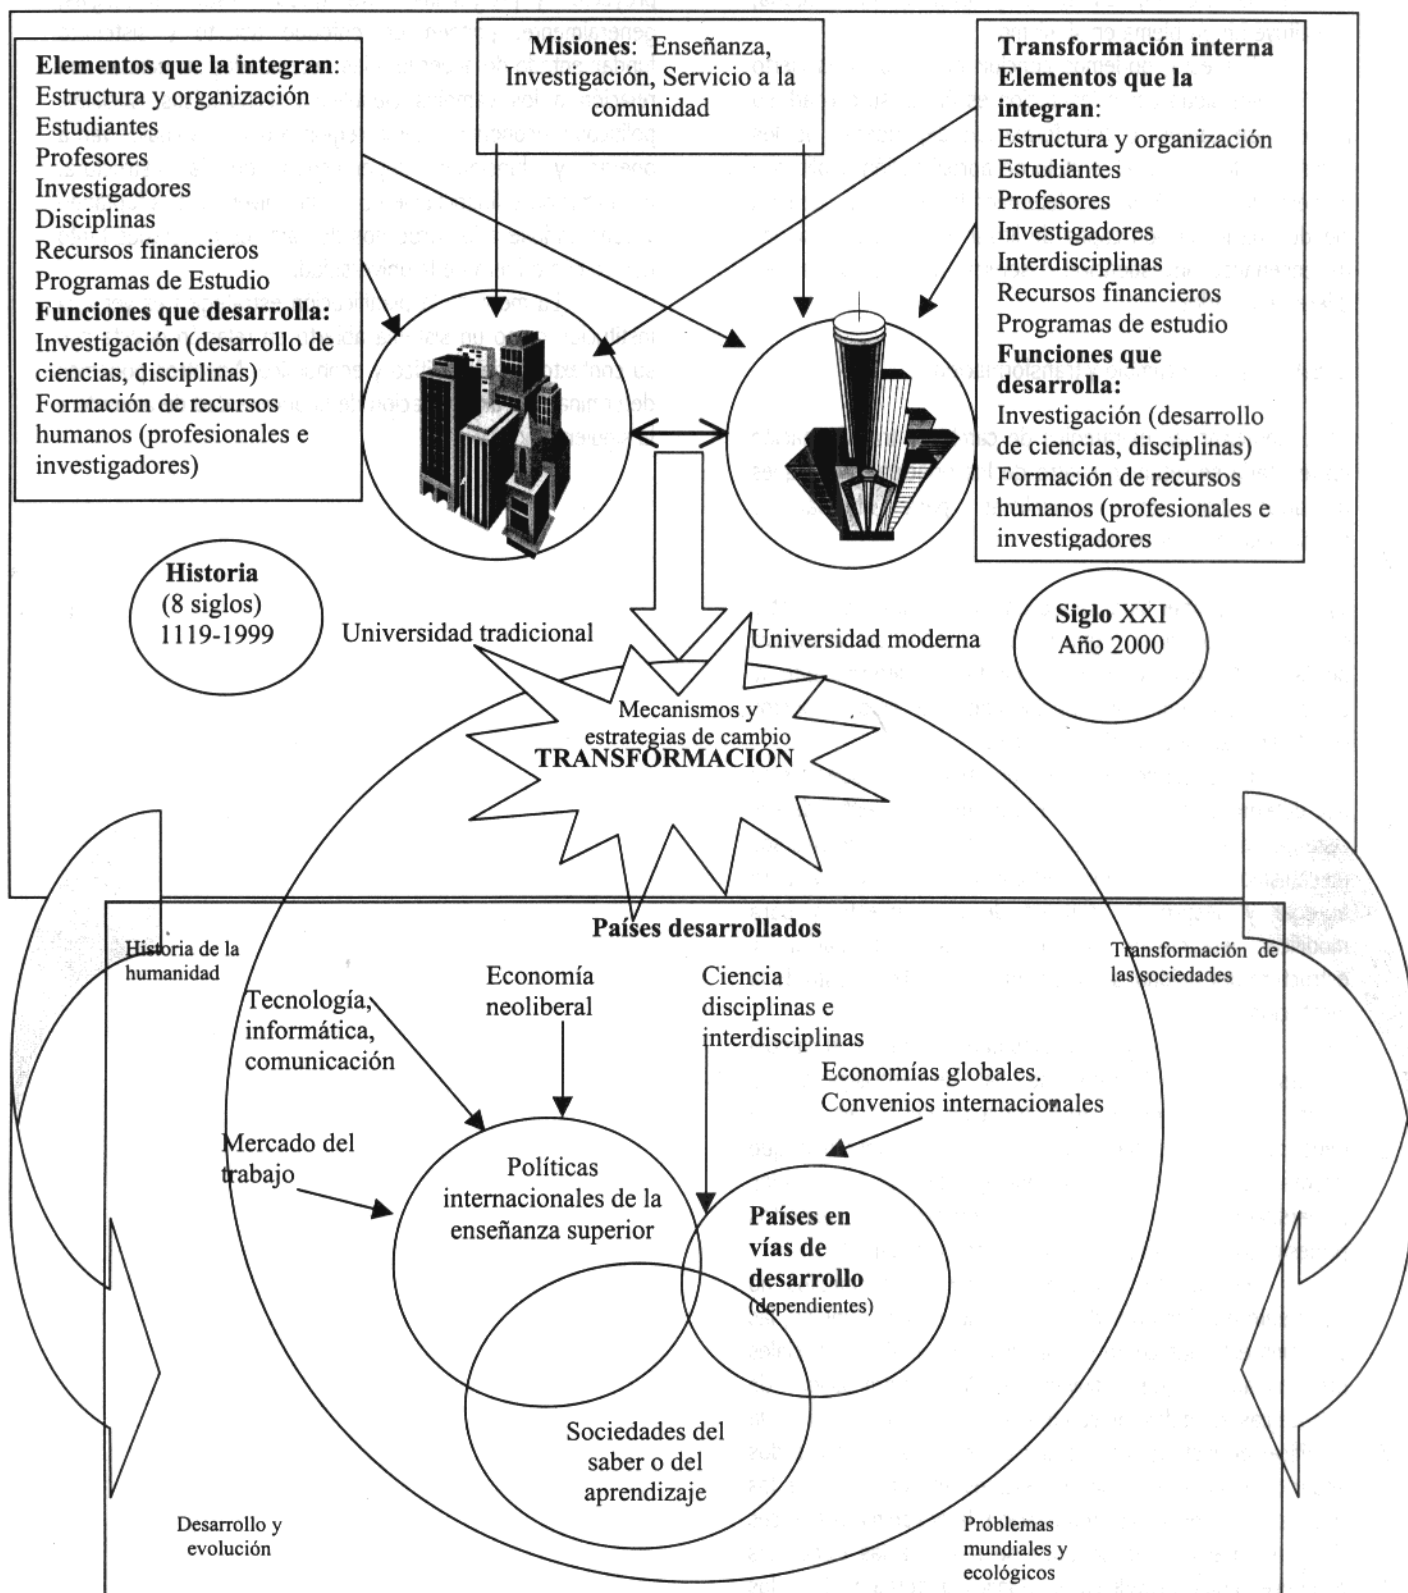 Elementos que la integran:
Estructura y organización
Estudiantes
Profesores
Investigadores
Disciplinas
Recursos financieros
Programas de Estudio
Funciones que desarrolla:
Investigación (desarrollo de
ciencias, disciplinas)
Formación de recursos
humanos (profesionales e
investigadores)
Misiones: Enseñanza,
Investigación, Servicio a la
comunidad
Transformación interna
Elementos que la
integran:
Estructura y organización
Estudiantes
Profesores
Investigadores
Interdisciplinas
Recursos financieros
Programas de estudio
Funciones que
desarrolla:
Investigación (desarrollo
de ciencias, disciplinas)
Formación de recursos
humanos (profesionales e
investigadores
Historia
(8 siglos)
1119-1999
Universidad tradicional
Universidad moderna
Siglo XXI
Año 2000
Mecanismos y
estrategias de cambio
TRANSFORMACIÓN
Países desarrollados
Historia de la
humanidad
Transformación de
las sociedades
Tecnología,
informática,
comunicación
Economía
neoliberal
Ciencia
disciplinas e
interdisciplinas
Economías globales.
Convenios internacionales
Mercado del
trabajo
Políticas
internacionales de la
enseñanza superior
Países en
vías de
desarrollo
(dependientes)
Sociedades del
saber o del
aprendizaje
Desarrollo y
evolución
Problemas
mundiales y
ecológicos